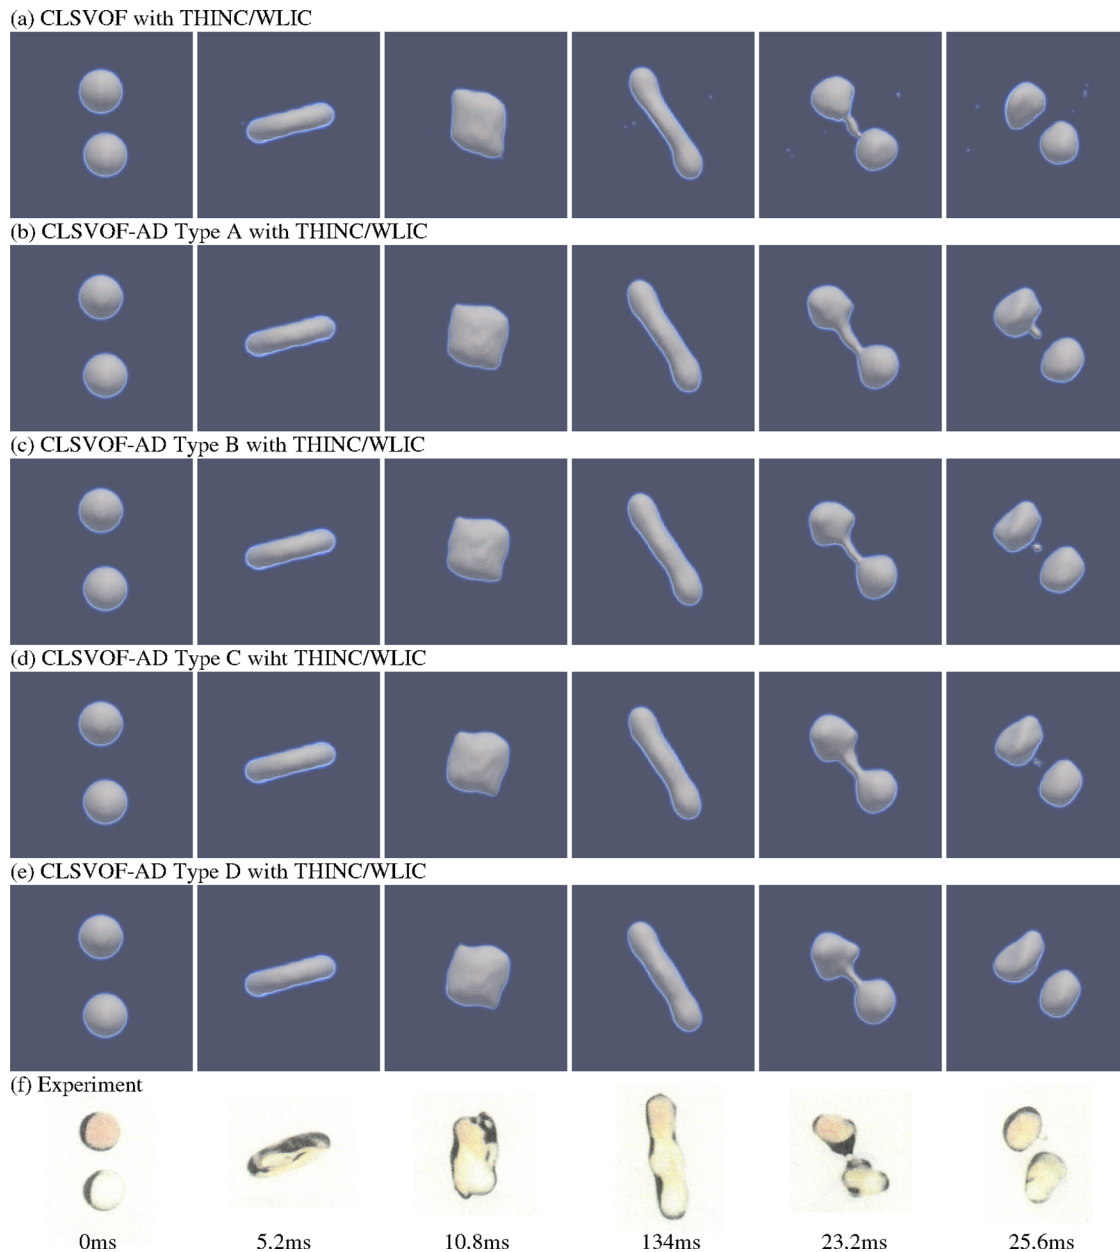 (a) CLSVOF with THINC/WLIC
(b) CLSVOF-AD Type A with THINC/WLIC
(c) CLSVOF-AD Type B with THINC/WLIC
(d) CLSVOF-AD Type C wiht THINC/WLIC
(e) CLSVOF-AD Type D with THINC/WLIC
(f) Experiment
0ms 5.2ms 10.8ms 134ms 23.2ms 25.6ms